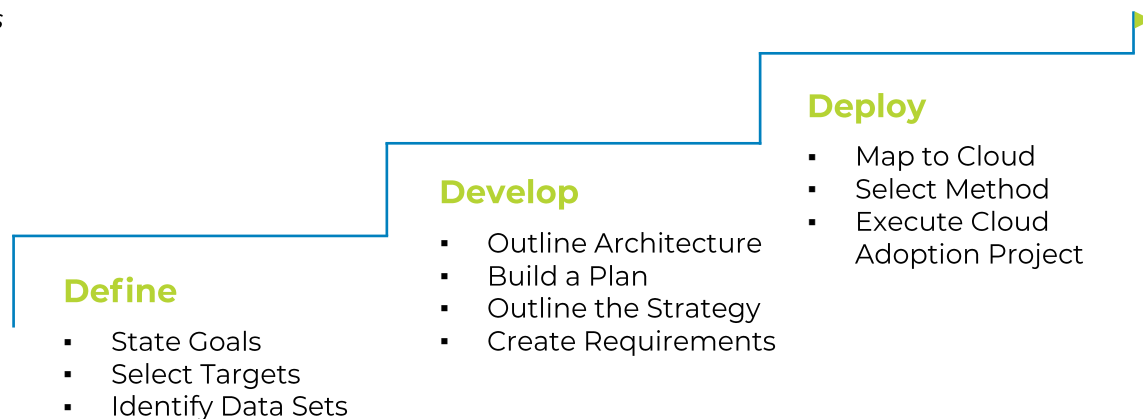 s
Deploy
▪ Map to Cloud
▪ Select Method
▪ Execute Cloud
Adoption Project
Develop
▪ Outline Architecture
▪ Build a Plan
▪ Outline the Strategy
▪ Create Requirements
Define
▪ State Goals
▪ Select Targets
▪ Identify Data Sets